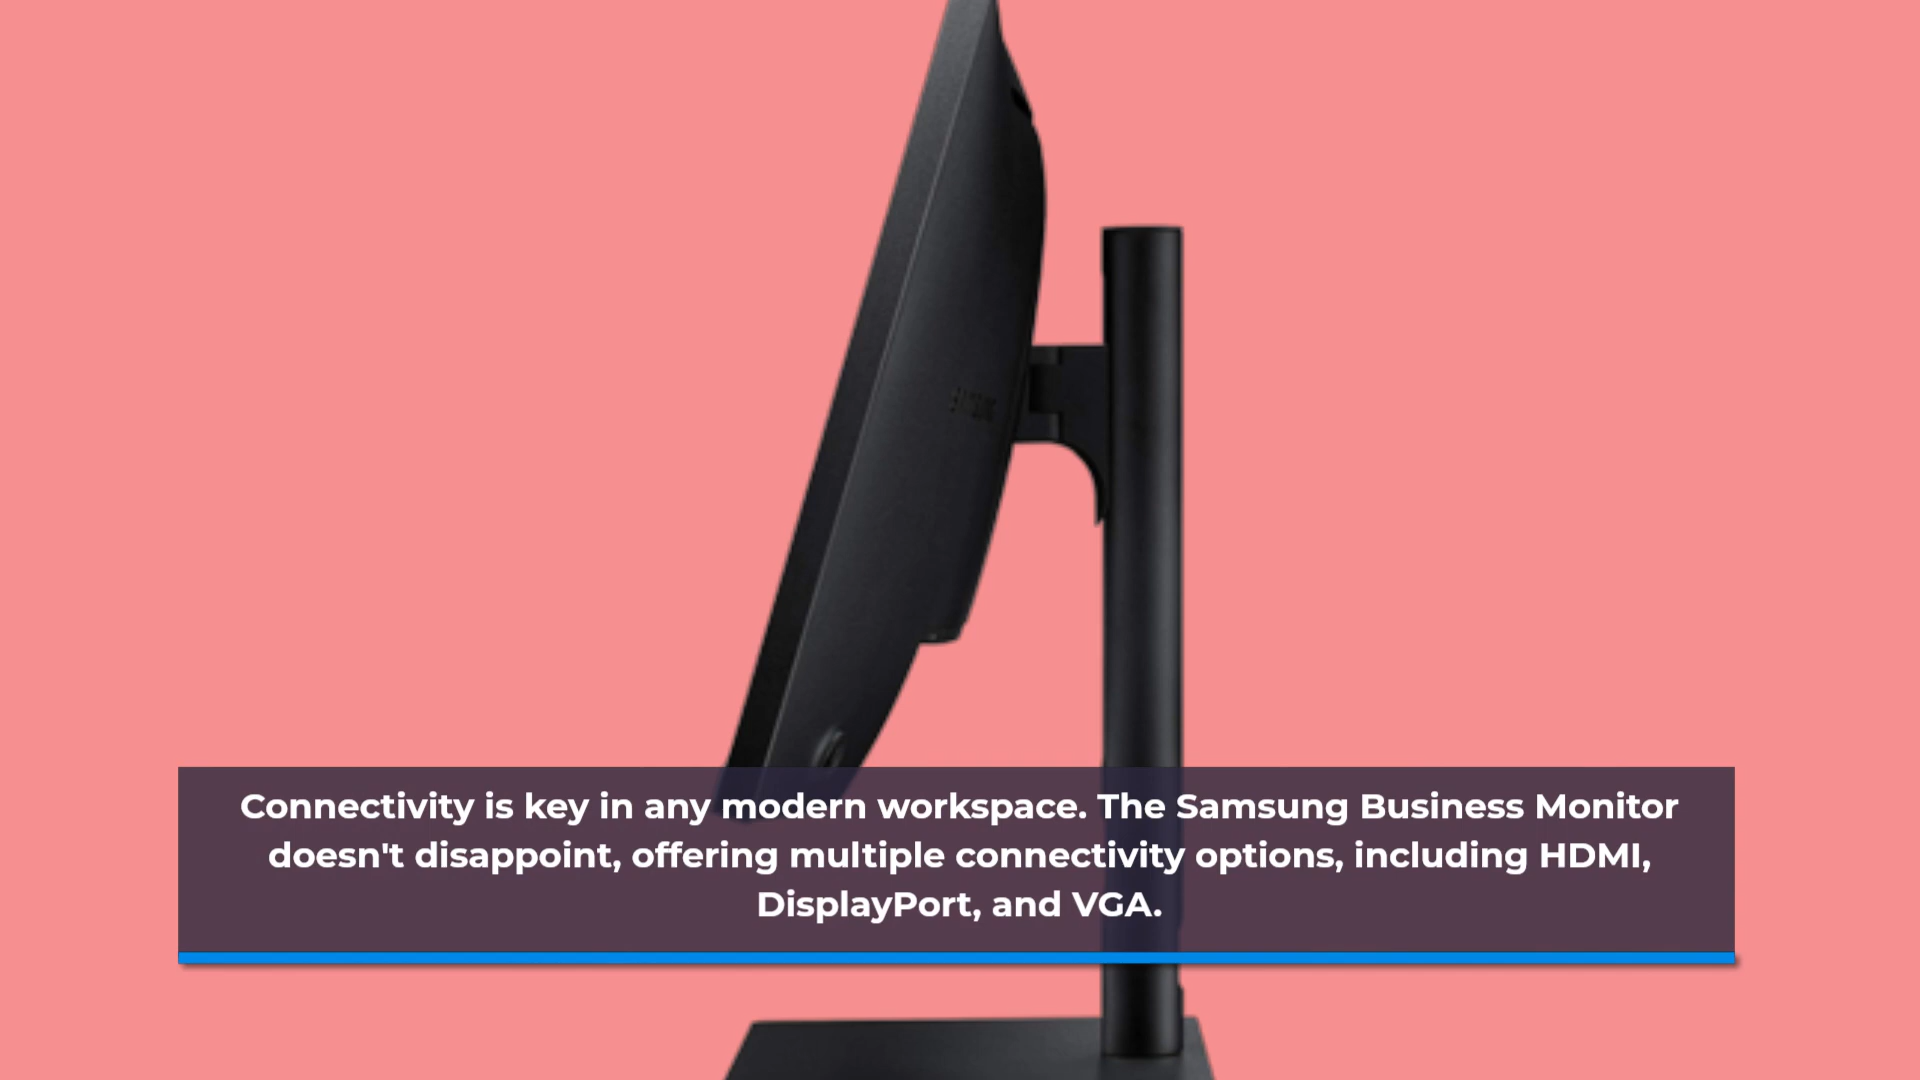 Connectivity is key in any modern workspace. The Samsung Business Monitor
doesn't disappoint, offering multiple connectivity options, including HDMI,
DisplayPort, and VGA.